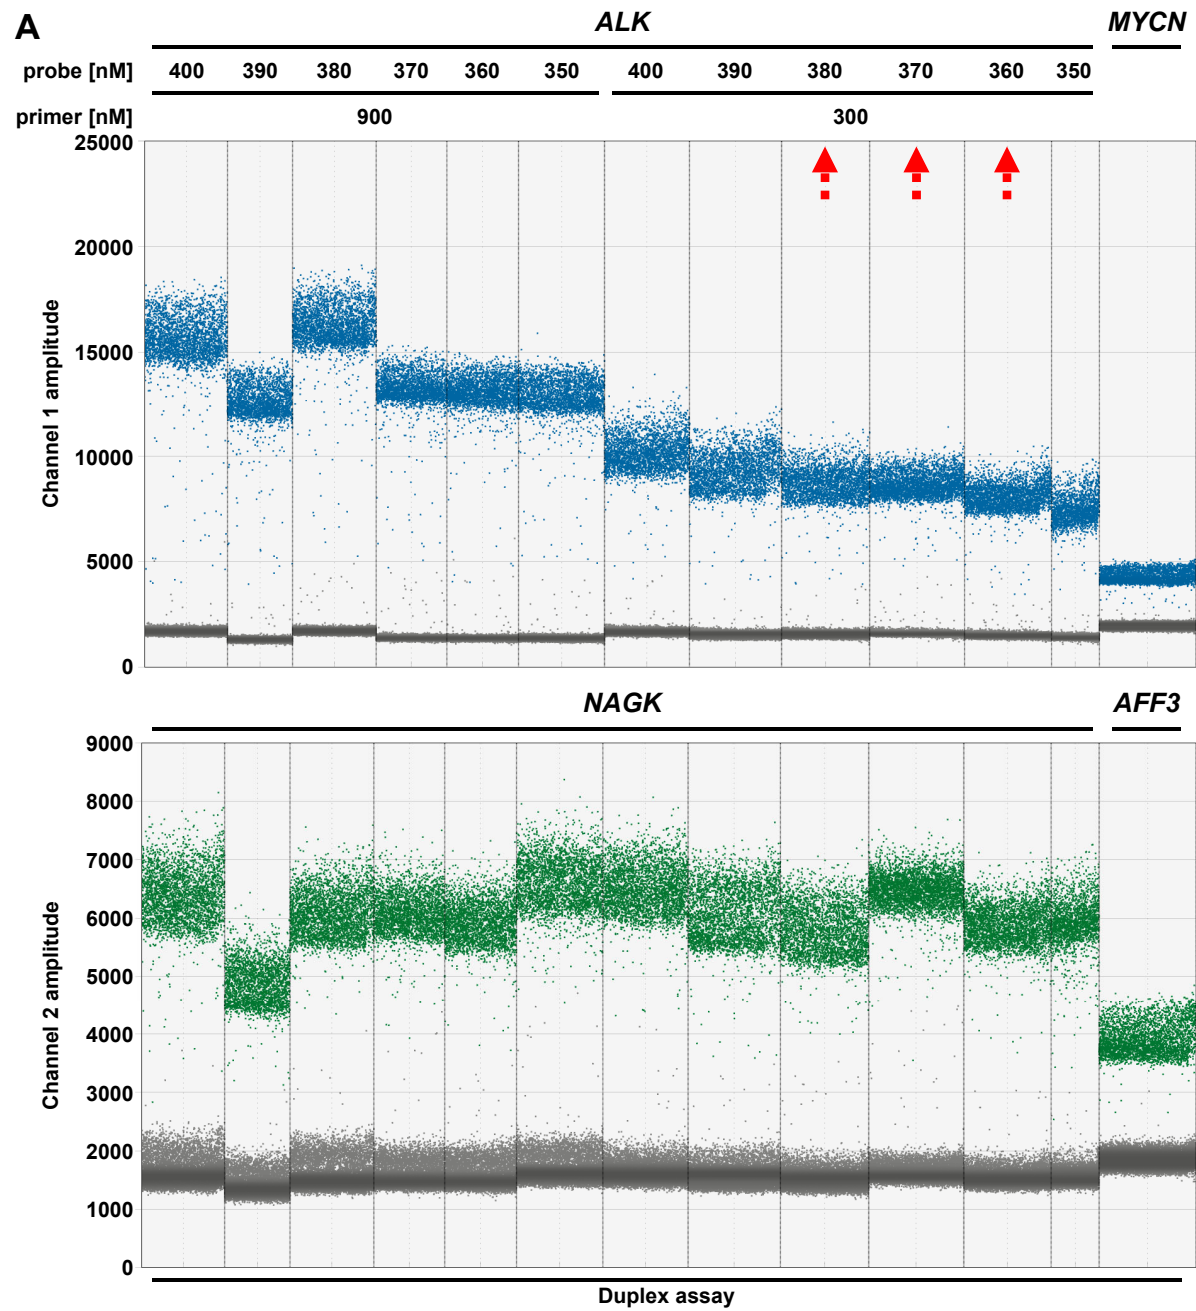 A
ALK MYCN
probe [nM] 400 390 380 370 360 350 400 390 380 370 360 350
primer [nM] 900 300
25000
20000
15000
10000
5000
0
Channel 1 amplitude
NAGK AFF3
9000
8000
7000
6000
5000
4000
3000
2000
1000
0
Channel 2 amplitude
Duplex assay